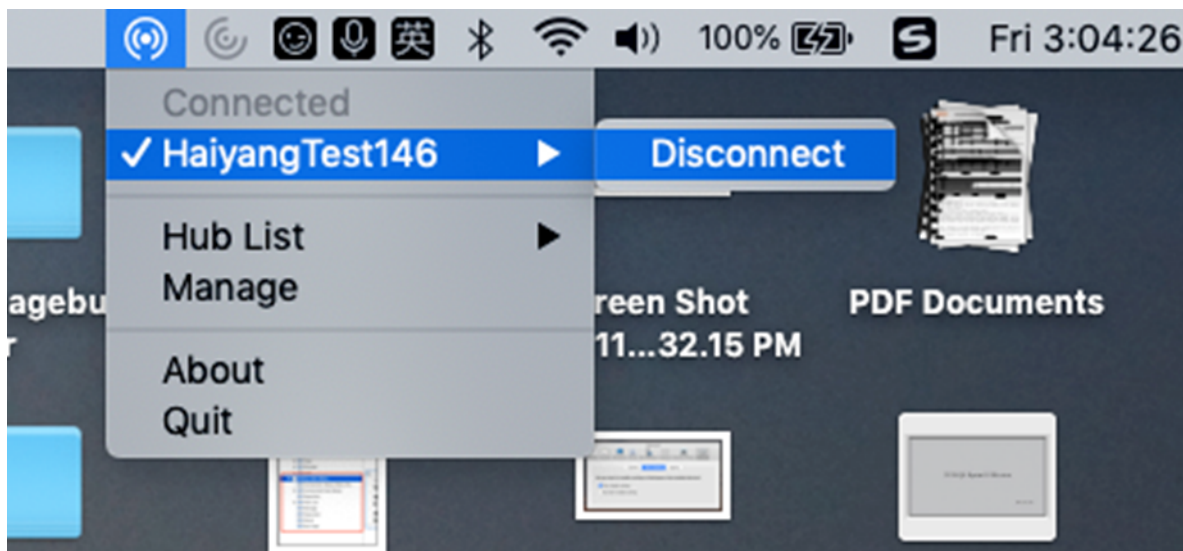 英 100% S Fri 3:04:26
Connected
✓ HaiyangTest146 ▶ Disconnect
Hub List ▶
Manage
About
Quit
agebu
r
reen Shot
11...32.15 PM
PDF Documents